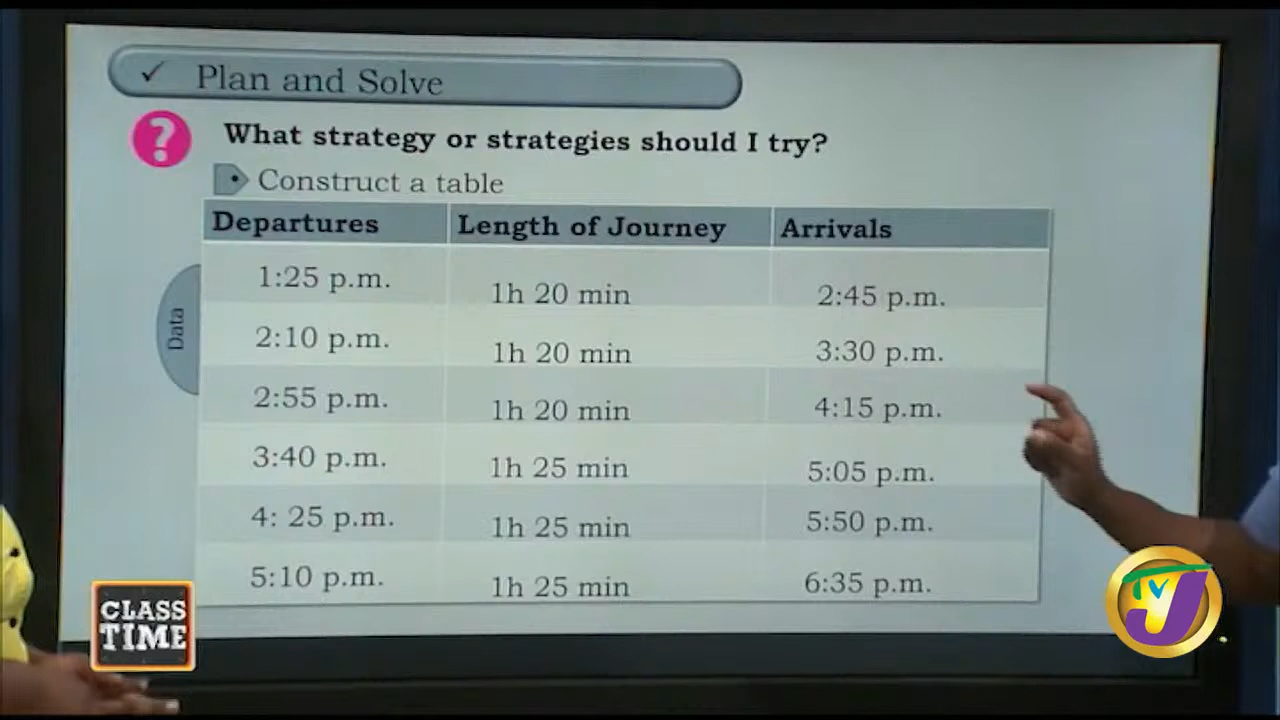 ✓ Plan and Solve
? What strategy or strategies should I try?
Construct a table
Departures Length of Journey Arrivals
Data
1:25 p.m. 1h 20 min 2:45 p.m.
2:10 p.m. 1h 20 min 3:30 p.m.
2:55 p.m. 1h 20 min 4:15 p.m.
3:40 p.m. 1h 25 min 5:05 p.m.
4: 25 p.m. 1h 25 min 5:50 p.m.
5:10 p.m. 1h 25 min 6:35 p.m.
CLASS
TIME
TVJ